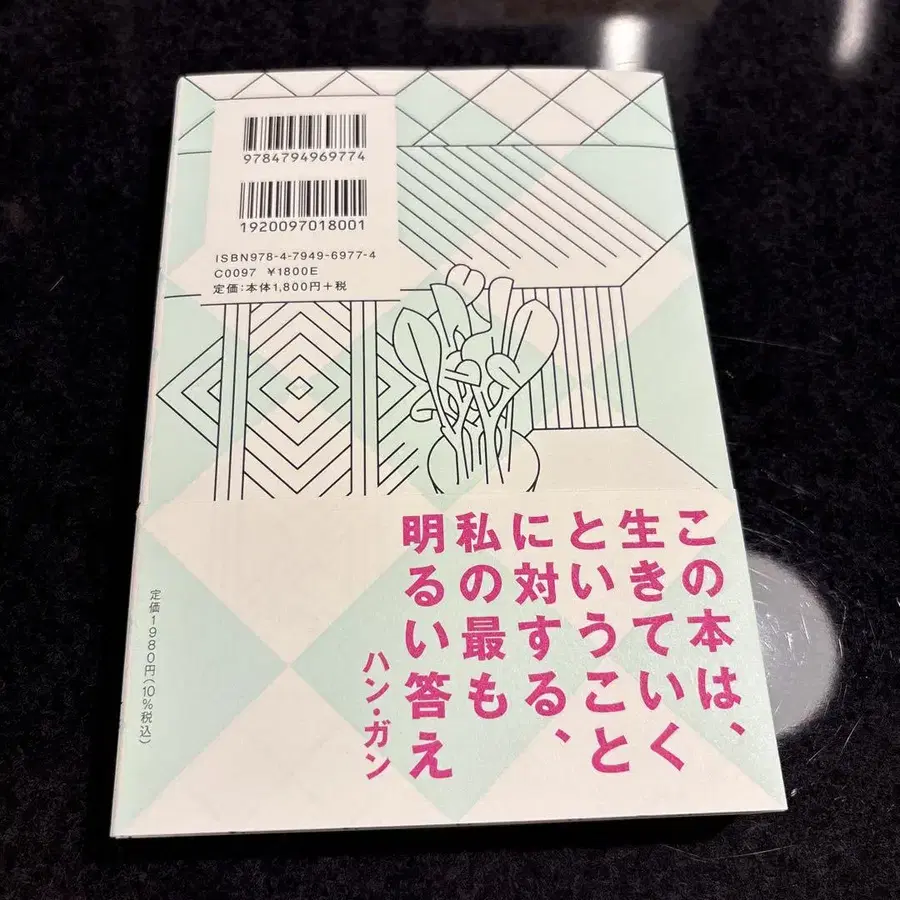 9784794969774
1920097018001
ISBN978-4-7949-6977-4
C0097 ¥1800E
定価:本体1,800円+税
この本は、
生きていく
ということ
に対する、
私の最も
明るい答え
ハン・ガン
定価1980円(10%税込)